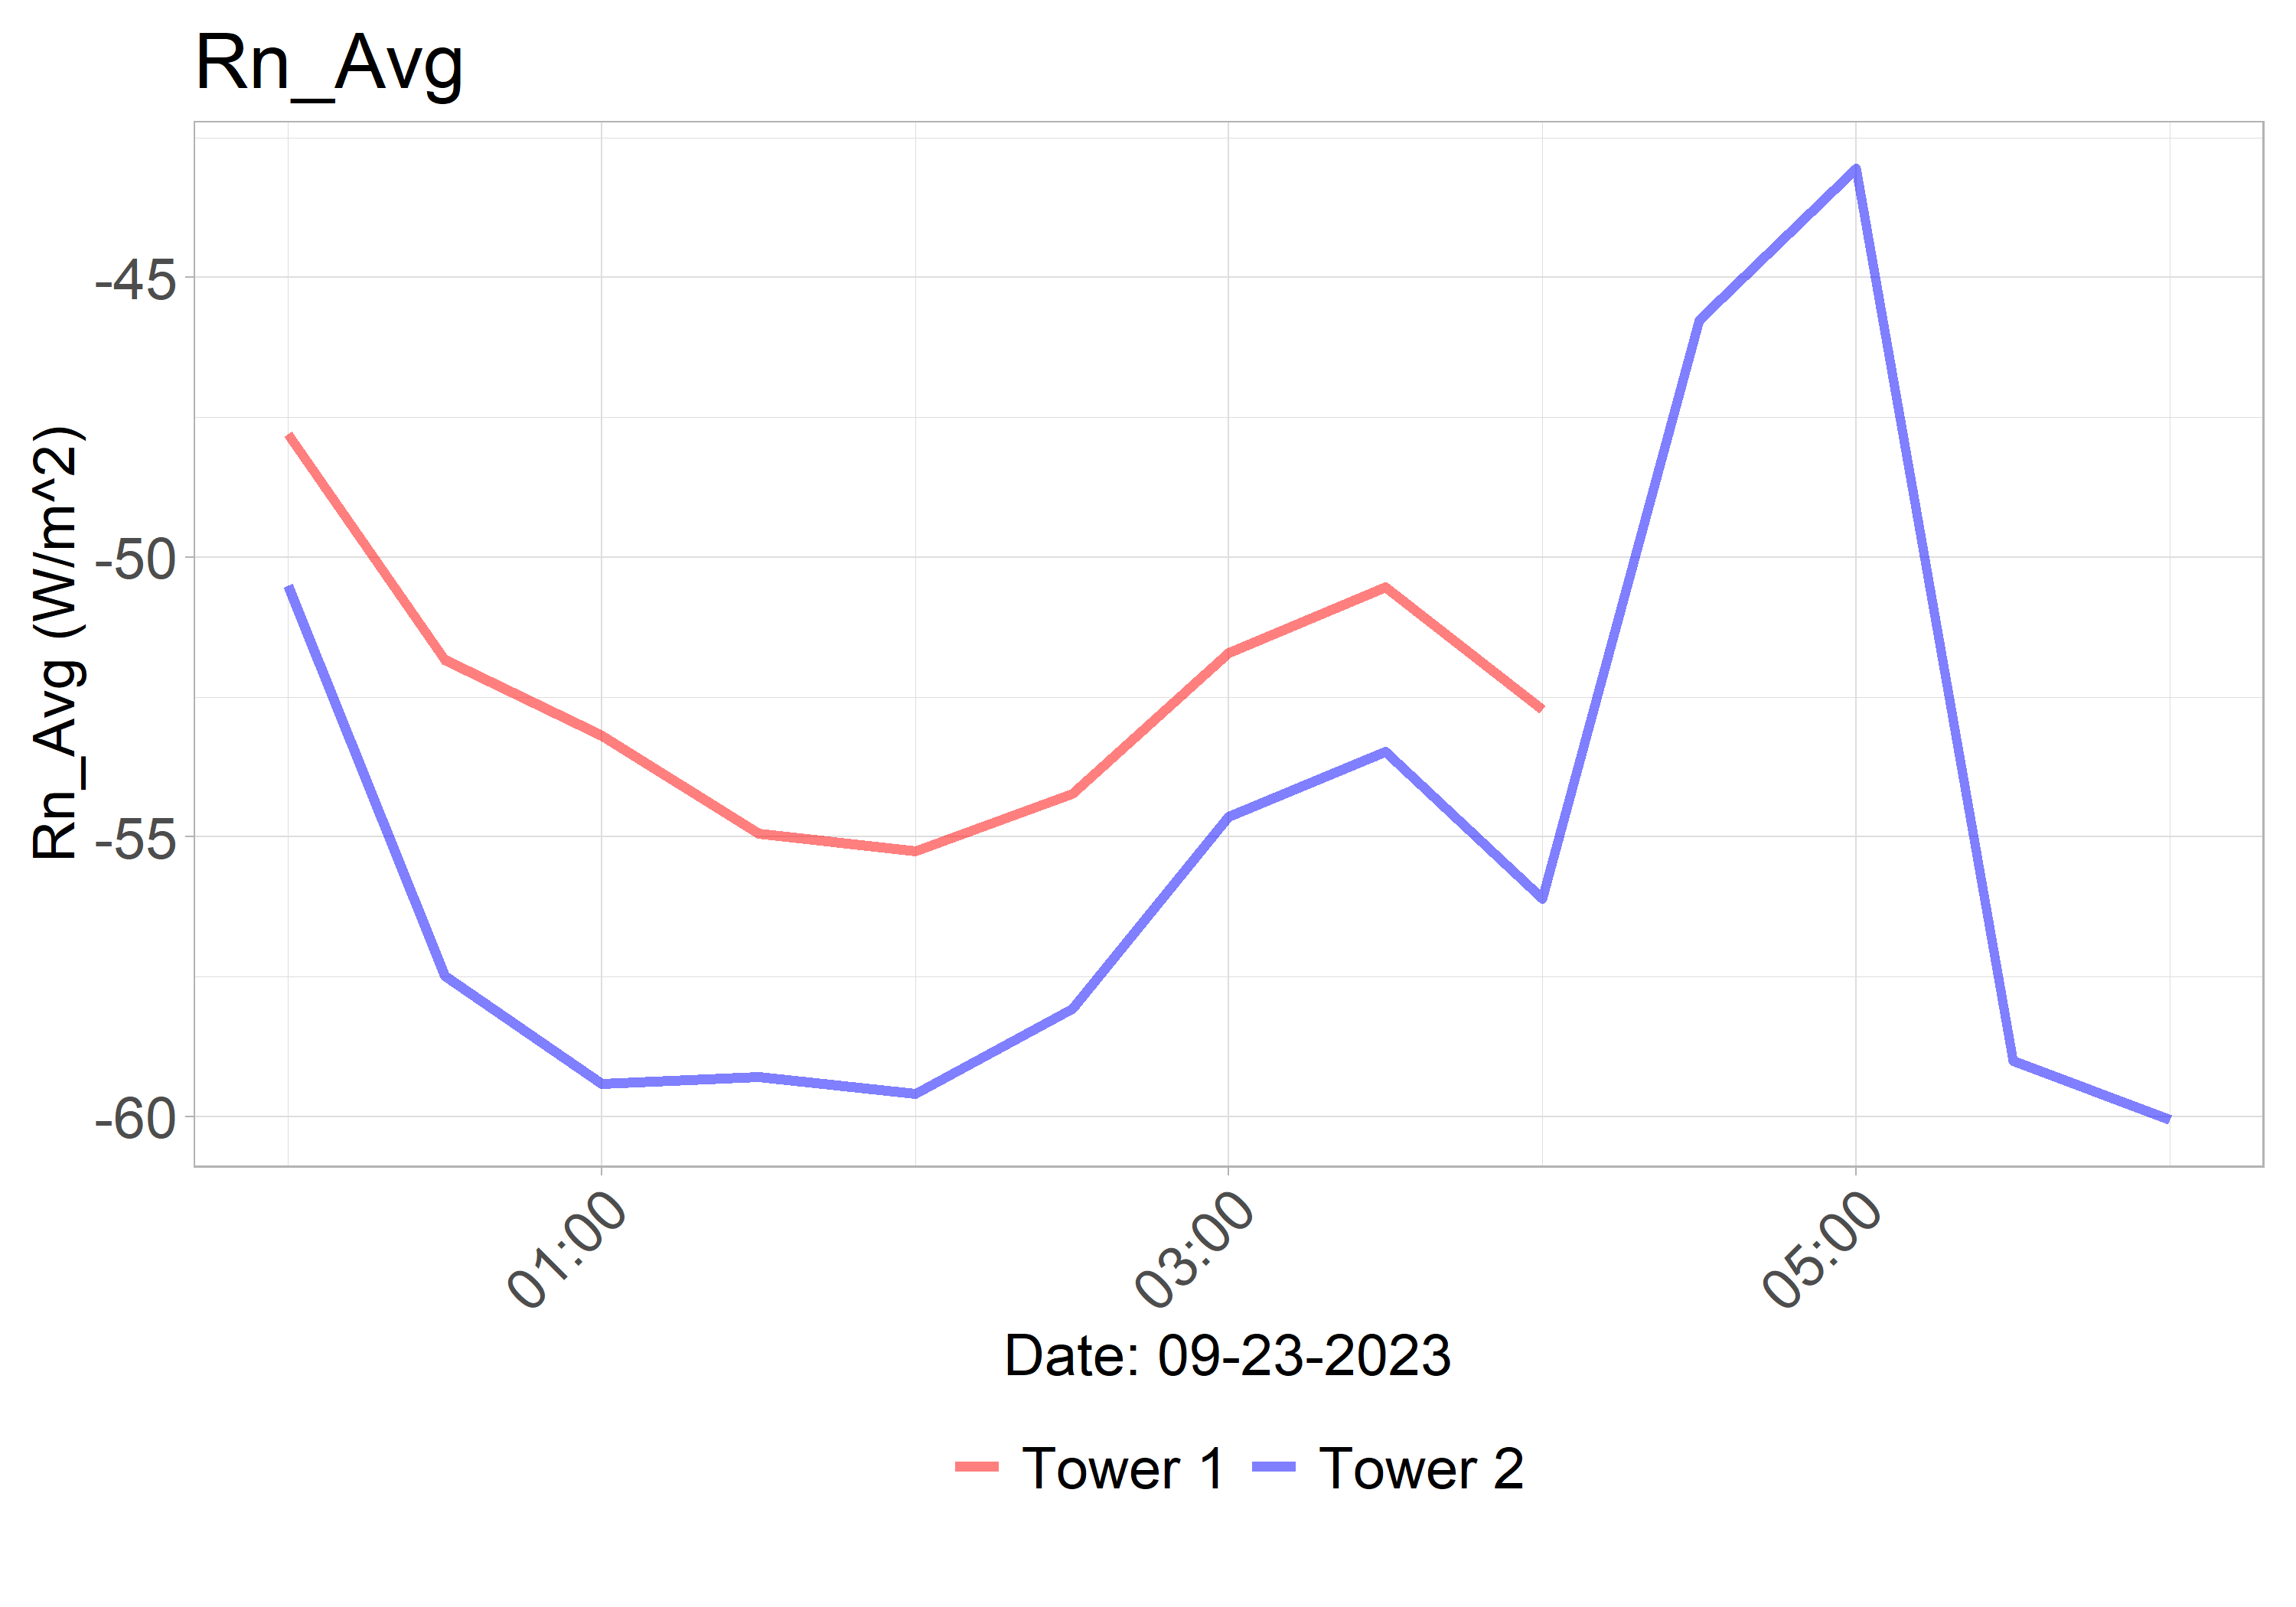 Rn_Avg
Rn_Avg (W/m^2)
-45
-50
-55
-60
01:00 03:00 05:00
Date: 09-23-2023
Tower 1 Tower 2